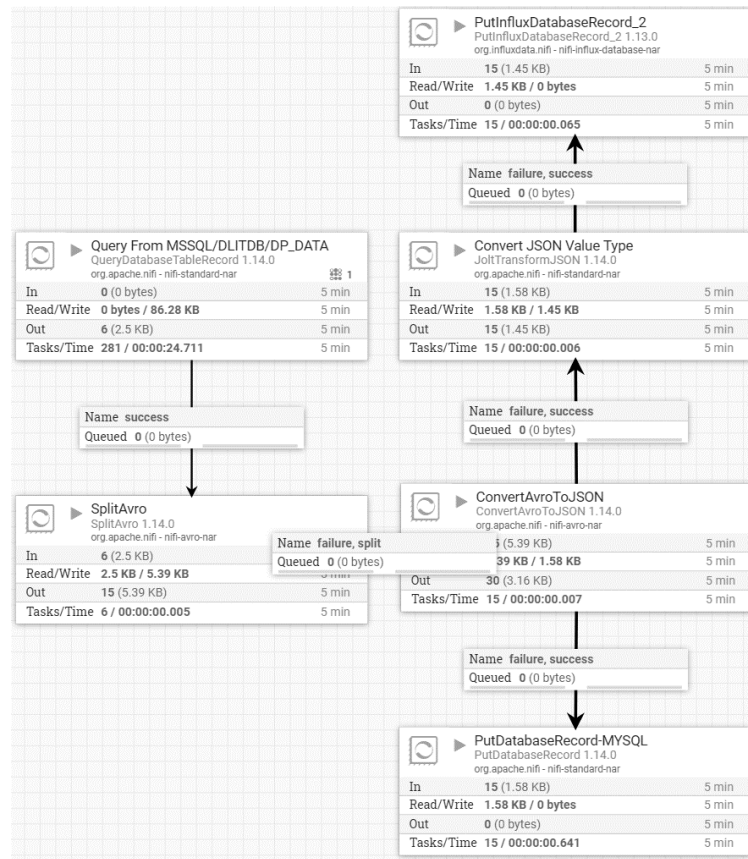 PutInfluxDatabaseRecord_2
PutInfluxDatabaseRecord_2 1.13.0
org.influxdata.nifi - nifi-influx-database-nar
In 15 (1.45 KB) 5 min
Read/Write 1.45 KB / 0 bytes 5 min
Out 0 (0 bytes) 5 min
Tasks/Time 15 / 00:00:00.065 5 min
Name failure, success
Queued 0 (0 bytes)
Query From MSSQL/DLITDB/DP_DATA
QueryDatabaseTableRecord 1.14.0
org.apache.nifi - nifi-standard-nar
1
In 0 (0 bytes) 5 min
Read/Write 0 bytes / 86.28 KB 5 min
Out 6 (2.5 KB) 5 min
Tasks/Time 281 / 00:00:24.711 5 min
Convert JSON Value Type
JoltTransformJSON 1.14.0
org.apache.nifi - nifi-standard-nar
In 15 (1.58 KB) 5 min
Read/Write 1.58 KB / 1.45 KB 5 min
Out 15 (1.45 KB) 5 min
Tasks/Time 15 / 00:00:00.006 5 min
Name success
Queued 0 (0 bytes)
Name failure, success
Queued 0 (0 bytes)
SplitAvro
SplitAvro 1.14.0
org.apache.nifi - nifi-avro-nar
In 6 (2.5 KB) 5 min
Read/Write 2.5 KB / 5.39 KB 5 min
Out 15 (5.39 KB) 5 min
Tasks/Time 6 / 00:00:00.005 5 min
Name failure, split
Queued 0 (0 bytes)
ConvertAvroToJSON
ConvertAvroToJSON 1.14.0
org.apache.nifi - nifi-avro-nar
(5.39 KB) 5 min
39 KB / 1.58 KB 5 min
Out 30 (3.16 KB) 5 min
Tasks/Time 15 / 00:00:00.007 5 min
Name failure, success
Queued 0 (0 bytes)
PutDatabaseRecord-MYSQL
PutDatabaseRecord 1.14.0
org.apache.nifi - nifi-standard-nar
In 15 (1.58 KB) 5 min
Read/Write 1.58 KB / 0 bytes 5 min
Out 0 (0 bytes) 5 min
Tasks/Time 15 / 00:00:00.641 5 min